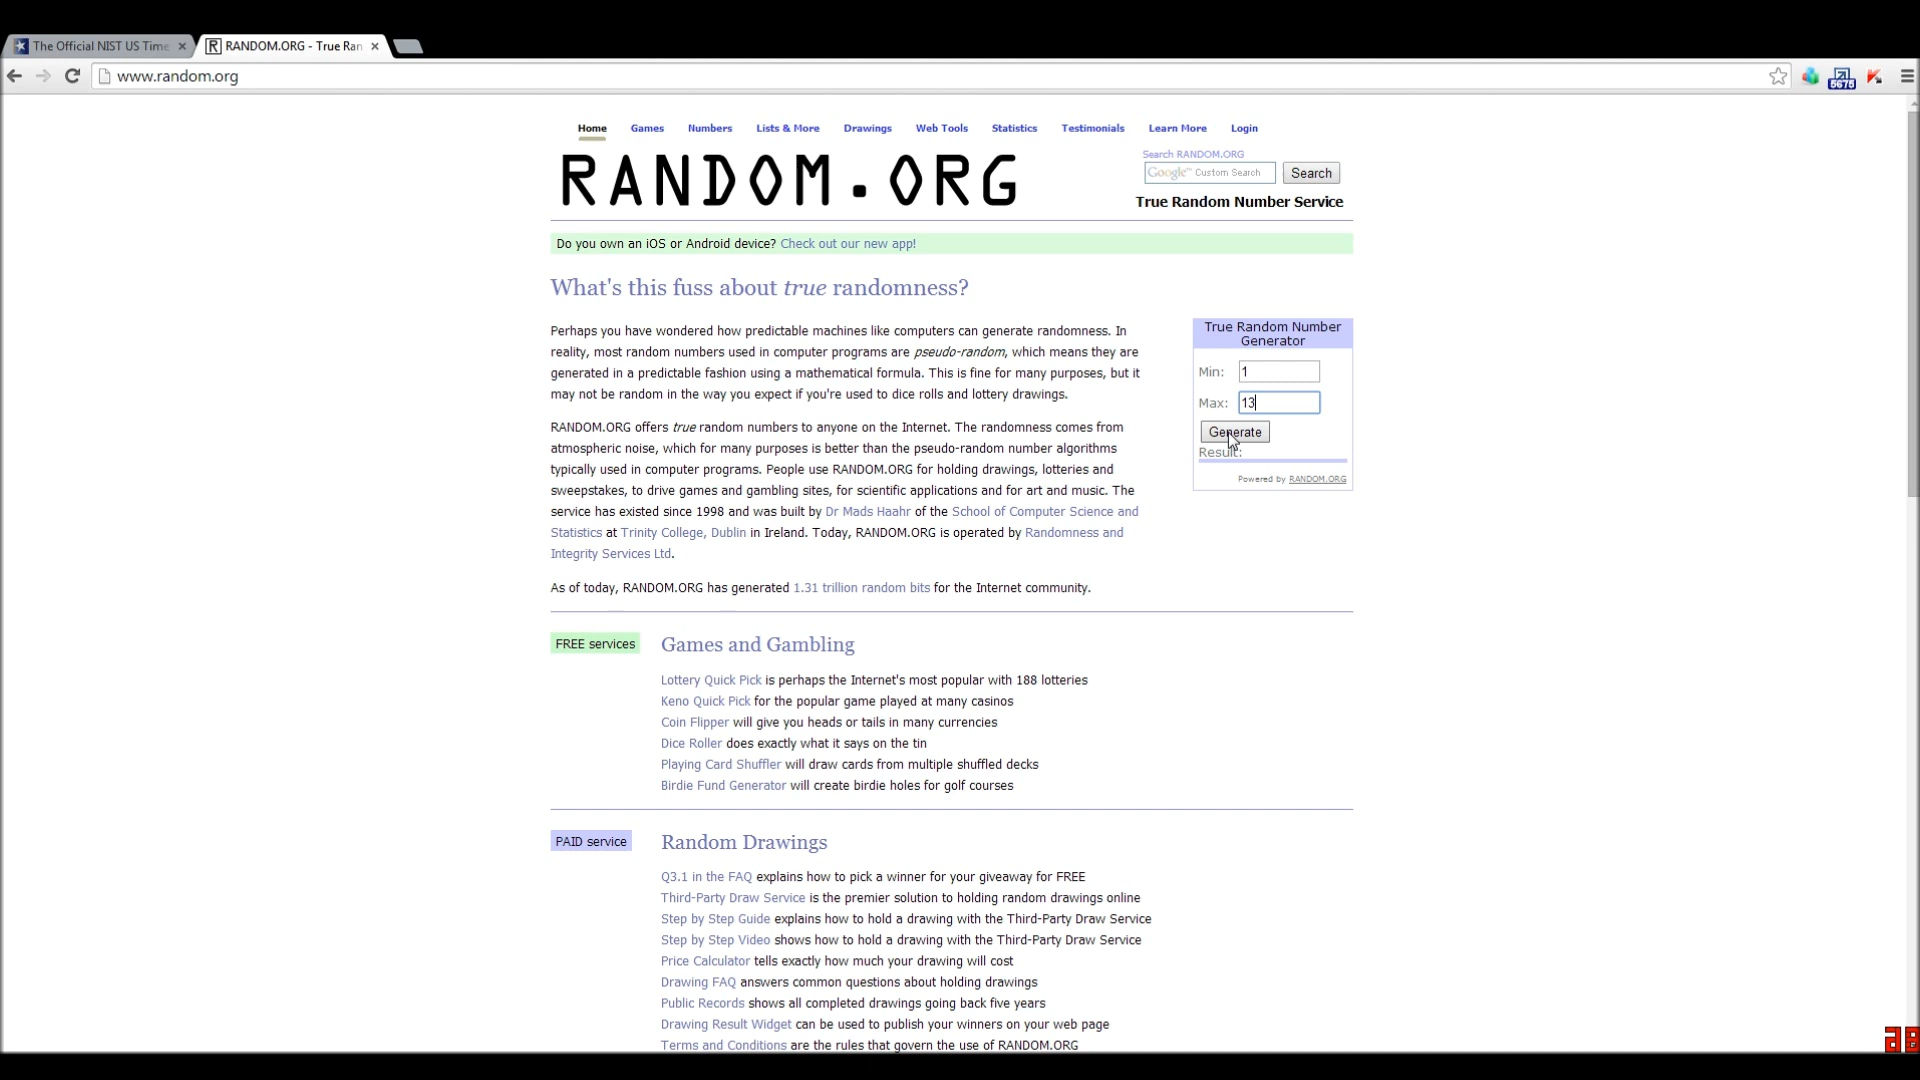 The Official NIST US Time
RANDOM.ORG - True Ran
www.random.org
5675
Home Games Numbers Lists & More Drawings Web Tools Statistics Testimonials Learn More Login
RANDOM.ORG
Search RANDOM.ORG
Google™ Custom Search Search
True Random Number Service
Do you own an iOS or Android device? Check out our new app!
What's this fuss about true randomness?
Perhaps you have wondered how predictable machines like computers can generate randomness. In
reality, most random numbers used in computer programs are pseudo-random, which means they are
generated in a predictable fashion using a mathematical formula. This is fine for many purposes, but it
may not be random in the way you expect if you're used to dice rolls and lottery drawings.
RANDOM.ORG offers true random numbers to anyone on the Internet. The randomness comes from
atmospheric noise, which for many purposes is better than the pseudo-random number algorithms
typically used in computer programs. People use RANDOM.ORG for holding drawings, lotteries and
sweepstakes, to drive games and gambling sites, for scientific applications and for art and music. The
service has existed since 1998 and was built by Dr Mads Haahr of the School of Computer Science and
Statistics at Trinity College, Dublin in Ireland. Today, RANDOM.ORG is operated by Randomness and
Integrity Services Ltd.
As of today, RANDOM.ORG has generated 1.31 trillion random bits for the Internet community.
True Random Number
Generator
Min: 1
Max: 13
Generate
Result:
Powered by RANDOM.ORG
FREE services
Games and Gambling
Lottery Quick Pick is perhaps the Internet's most popular with 188 lotteries
Keno Quick Pick for the popular game played at many casinos
Coin Flipper will give you heads or tails in many currencies
Dice Roller does exactly what it says on the tin
Playing Card Shuffler will draw cards from multiple shuffled decks
Birdie Fund Generator will create birdie holes for golf courses
PAID service
Random Drawings
Q3.1 in the FAQ explains how to pick a winner for your giveaway for FREE
Third-Party Draw Service is the premier solution to holding random drawings online
Step by Step Guide explains how to hold a drawing with the Third-Party Draw Service
Step by Step Video shows how to hold a drawing with the Third-Party Draw Service
Price Calculator tells exactly how much your drawing will cost
Drawing FAQ answers common questions about holding drawings
Public Records shows all completed drawings going back five years
Drawing Result Widget can be used to publish your winners on your web page
Terms and Conditions are the rules that govern the use of RANDOM.ORG